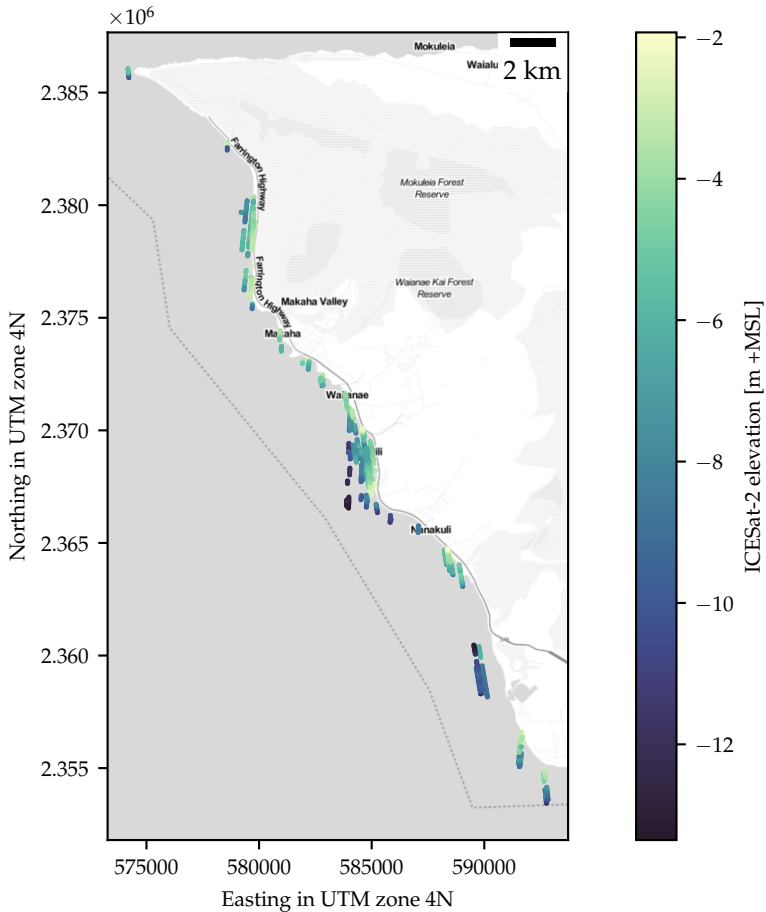 ×10⁶
Mokuleia
Waialu
2 km
−2
2.385
Farrington Highway
Mokuleia Forest
Reserve
−4
2.380
Farrington Highway
Waianae Kai Forest
Reserve
Makaha Valley
2.375
Makaha
−6
Waianae
2.370
ili
−8
Nanakuli
2.365
−10
2.360
−12
2.355
575000
580000
585000
590000
Easting in UTM zone 4N
Northing in UTM zone 4N
ICESat-2 elevation [m +MSL]